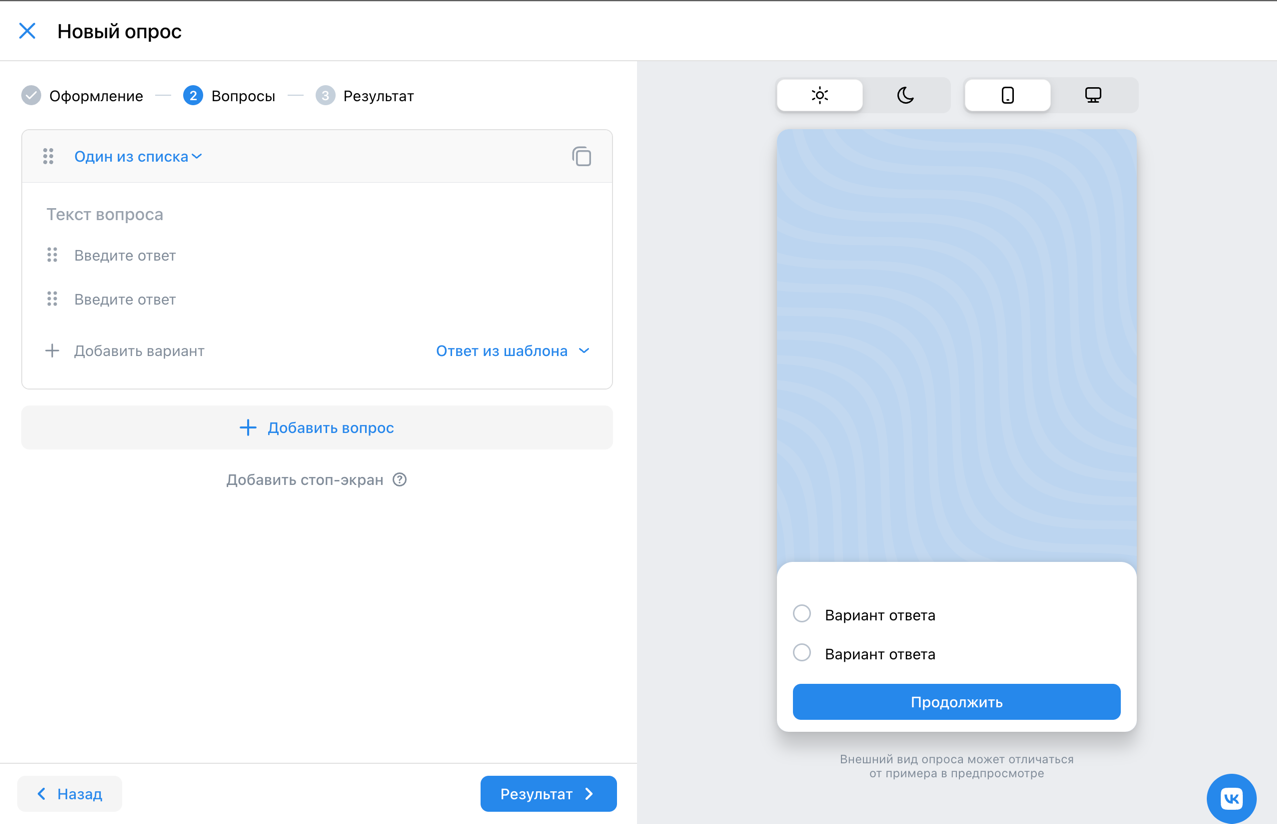 Новый опрос
Оформление
2 Вопросы
3 Результат
Один из списка
Текст вопроса
Введите ответ
Введите ответ
Добавить вариант
Ответ из шаблона
Добавить вопрос
Добавить стоп-экран ?
Назад
Результат
Вариант ответа
Вариант ответа
Продолжить
Внешний вид опроса может отличаться
от примера в предпросмотре